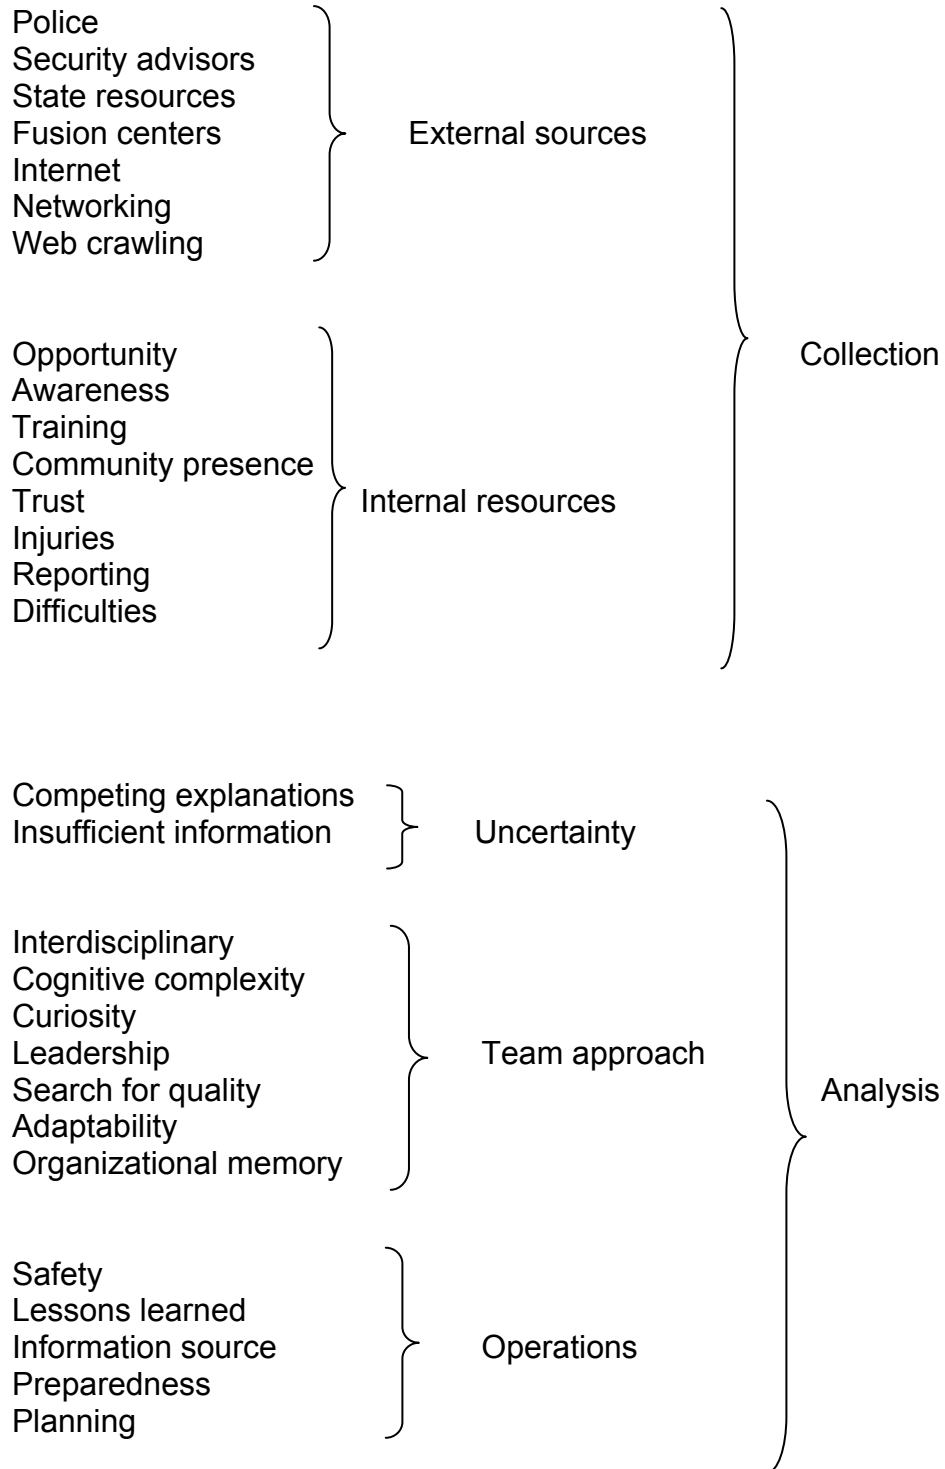 Police
Security advisors
State resources
Fusion centers
External sources
Internet
Networking
Web crawling
Opportunity
Collection
Awareness
Training
Community presence
Trust
Internal resources
Injuries
Reporting
Difficulties
Competing explanations
Insufficient information
Uncertainty
Interdisciplinary
Cognitive complexity
Curiosity
Leadership
Team approach
Search for quality
Analysis
Adaptability
Organizational memory
Safety
Lessons learned
Information source
Operations
Preparedness
Planning